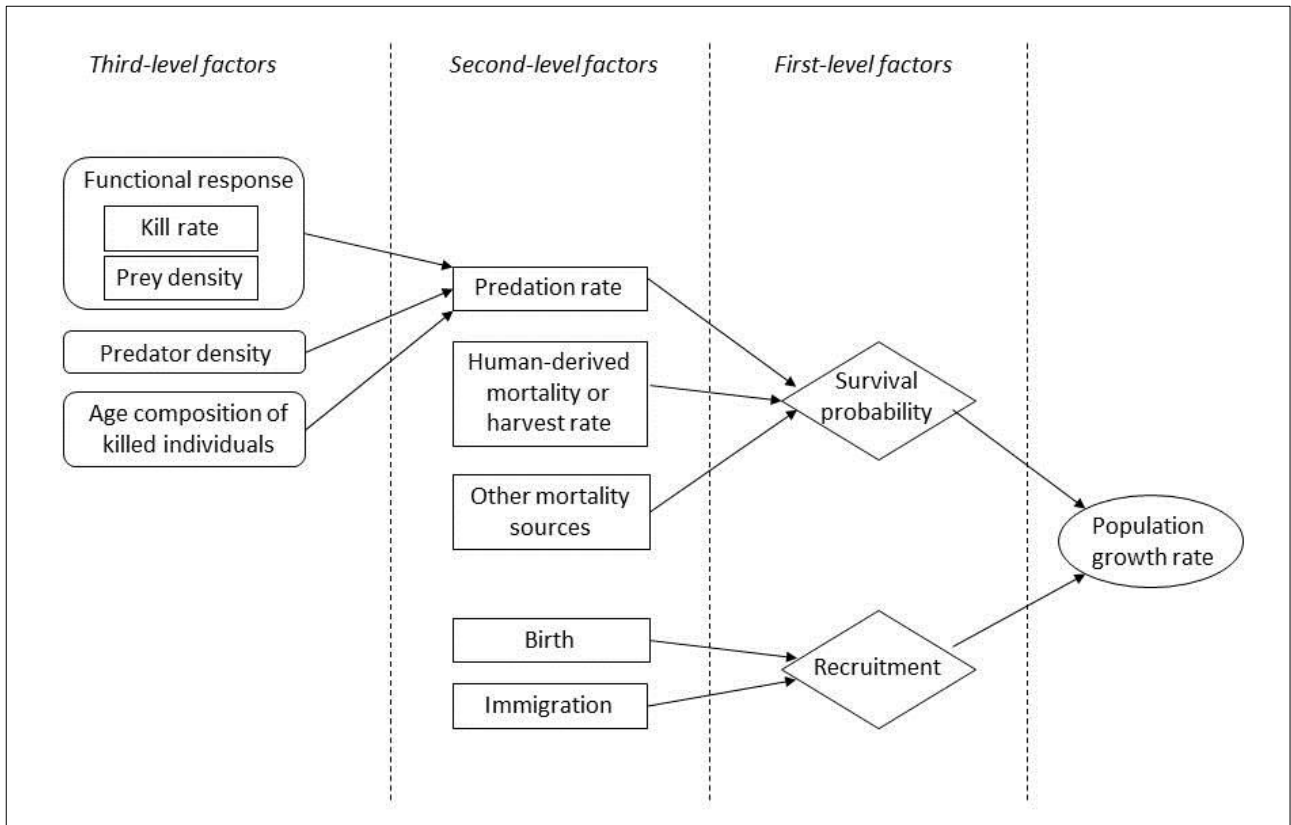 Third-level factors
Second-level factors
First-level factors
Functional response
Kill rate
Prey density
Predator density
Age composition of
killed individuals
Predation rate
Human-derived
mortality or
harvest rate
Other mortality
sources
Birth
Immigration
Survival
probability
Recruitment
Population
growth rate